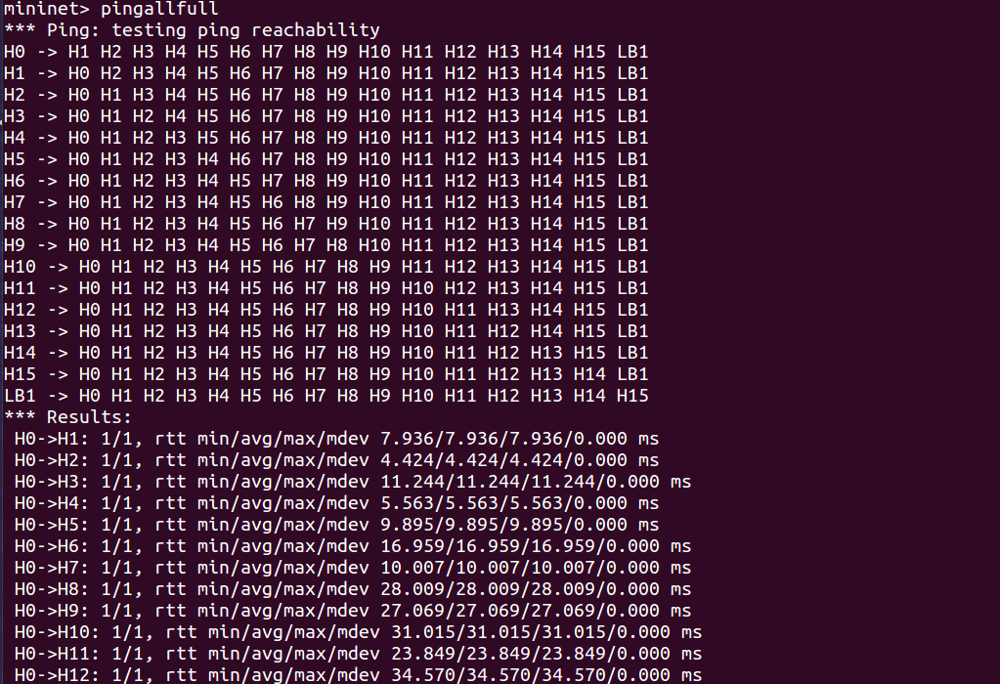 mininet> pingallfull
*** Ping: testing ping reachability
H0 -> H1 H2 H3 H4 H5 H6 H7 H8 H9 H10 H11 H12 H13 H14 H15 LB1
H1 -> H0 H2 H3 H4 H5 H6 H7 H8 H9 H10 H11 H12 H13 H14 H15 LB1
H2 -> H0 H1 H3 H4 H5 H6 H7 H8 H9 H10 H11 H12 H13 H14 H15 LB1
H3 -> H0 H1 H2 H4 H5 H6 H7 H8 H9 H10 H11 H12 H13 H14 H15 LB1
H4 -> H0 H1 H2 H3 H5 H6 H7 H8 H9 H10 H11 H12 H13 H14 H15 LB1
H5 -> H0 H1 H2 H3 H4 H6 H7 H8 H9 H10 H11 H12 H13 H14 H15 LB1
H6 -> H0 H1 H2 H3 H4 H5 H7 H8 H9 H10 H11 H12 H13 H14 H15 LB1
H7 -> H0 H1 H2 H3 H4 H5 H6 H8 H9 H10 H11 H12 H13 H14 H15 LB1
H8 -> H0 H1 H2 H3 H4 H5 H6 H7 H9 H10 H11 H12 H13 H14 H15 LB1
H9 -> H0 H1 H2 H3 H4 H5 H6 H7 H8 H10 H11 H12 H13 H14 H15 LB1
H10 -> H0 H1 H2 H3 H4 H5 H6 H7 H8 H9 H11 H12 H13 H14 H15 LB1
H11 -> H0 H1 H2 H3 H4 H5 H6 H7 H8 H9 H10 H12 H13 H14 H15 LB1
H12 -> H0 H1 H2 H3 H4 H5 H6 H7 H8 H9 H10 H11 H13 H14 H15 LB1
H13 -> H0 H1 H2 H3 H4 H5 H6 H7 H8 H9 H10 H11 H12 H14 H15 LB1
H14 -> H0 H1 H2 H3 H4 H5 H6 H7 H8 H9 H10 H11 H12 H13 H15 LB1
H15 -> H0 H1 H2 H3 H4 H5 H6 H7 H8 H9 H10 H11 H12 H13 H14 LB1
LB1 -> H0 H1 H2 H3 H4 H5 H6 H7 H8 H9 H10 H11 H12 H13 H14 H15
*** Results:
H0->H1: 1/1, rtt min/avg/max/mdev 7.936/7.936/7.936/0.000 ms
H0->H2: 1/1, rtt min/avg/max/mdev 4.424/4.424/4.424/0.000 ms
H0->H3: 1/1, rtt min/avg/max/mdev 11.244/11.244/11.244/0.000 ms
H0->H4: 1/1, rtt min/avg/max/mdev 5.563/5.563/5.563/0.000 ms
H0->H5: 1/1, rtt min/avg/max/mdev 9.895/9.895/9.895/0.000 ms
H0->H6: 1/1, rtt min/avg/max/mdev 16.959/16.959/16.959/0.000 ms
H0->H7: 1/1, rtt min/avg/max/mdev 10.007/10.007/10.007/0.000 ms
H0->H8: 1/1, rtt min/avg/max/mdev 28.009/28.009/28.009/0.000 ms
H0->H9: 1/1, rtt min/avg/max/mdev 27.069/27.069/27.069/0.000 ms
H0->H10: 1/1, rtt min/avg/max/mdev 31.015/31.015/31.015/0.000 ms
H0->H11: 1/1, rtt min/avg/max/mdev 23.849/23.849/23.849/0.000 ms
H0->H12: 1/1, rtt min/avg/max/mdev 34.570/34.570/34.570/0.000 ms